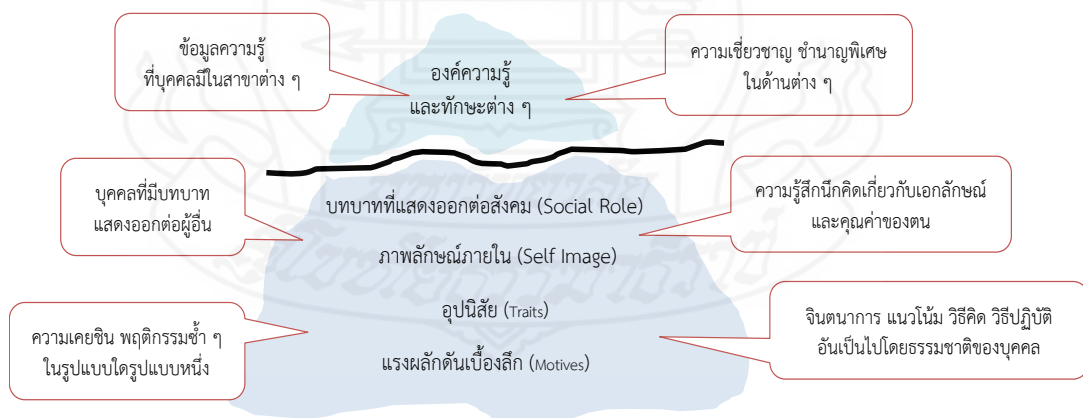 ข้อมูลความรู้
ที่บุคคลมีในสาขาต่าง ๆ
องค์ความรู้
และทักษะต่าง ๆ
ความเชี่ยวชาญ ชำนาญพิเศษ
ในด้านต่าง ๆ
บุคคลที่มีบทบาท
แสดงออกต่อผู้อื่น
บทบาทที่แสดงออกต่อสังคม (Social Role)
ภาพลักษณ์ภายใน (Self Image)
ความรู้สึกนึกคิดเกี่ยวกับเอกลักษณ์
และคุณค่าของตน
อุปนิสัย (Traits)
แรงผลักดันเบื้องลึก (Motives)
ความเคยชิน พฤติกรรมซ้ำ ๆ
ในรูปแบบใดรูปแบบหนึ่ง
จินตนาการ แนวโน้ม วิธีคิด วิธีปฏิบัติ
อันเป็นไปโดยธรรมชาติของบุคคล